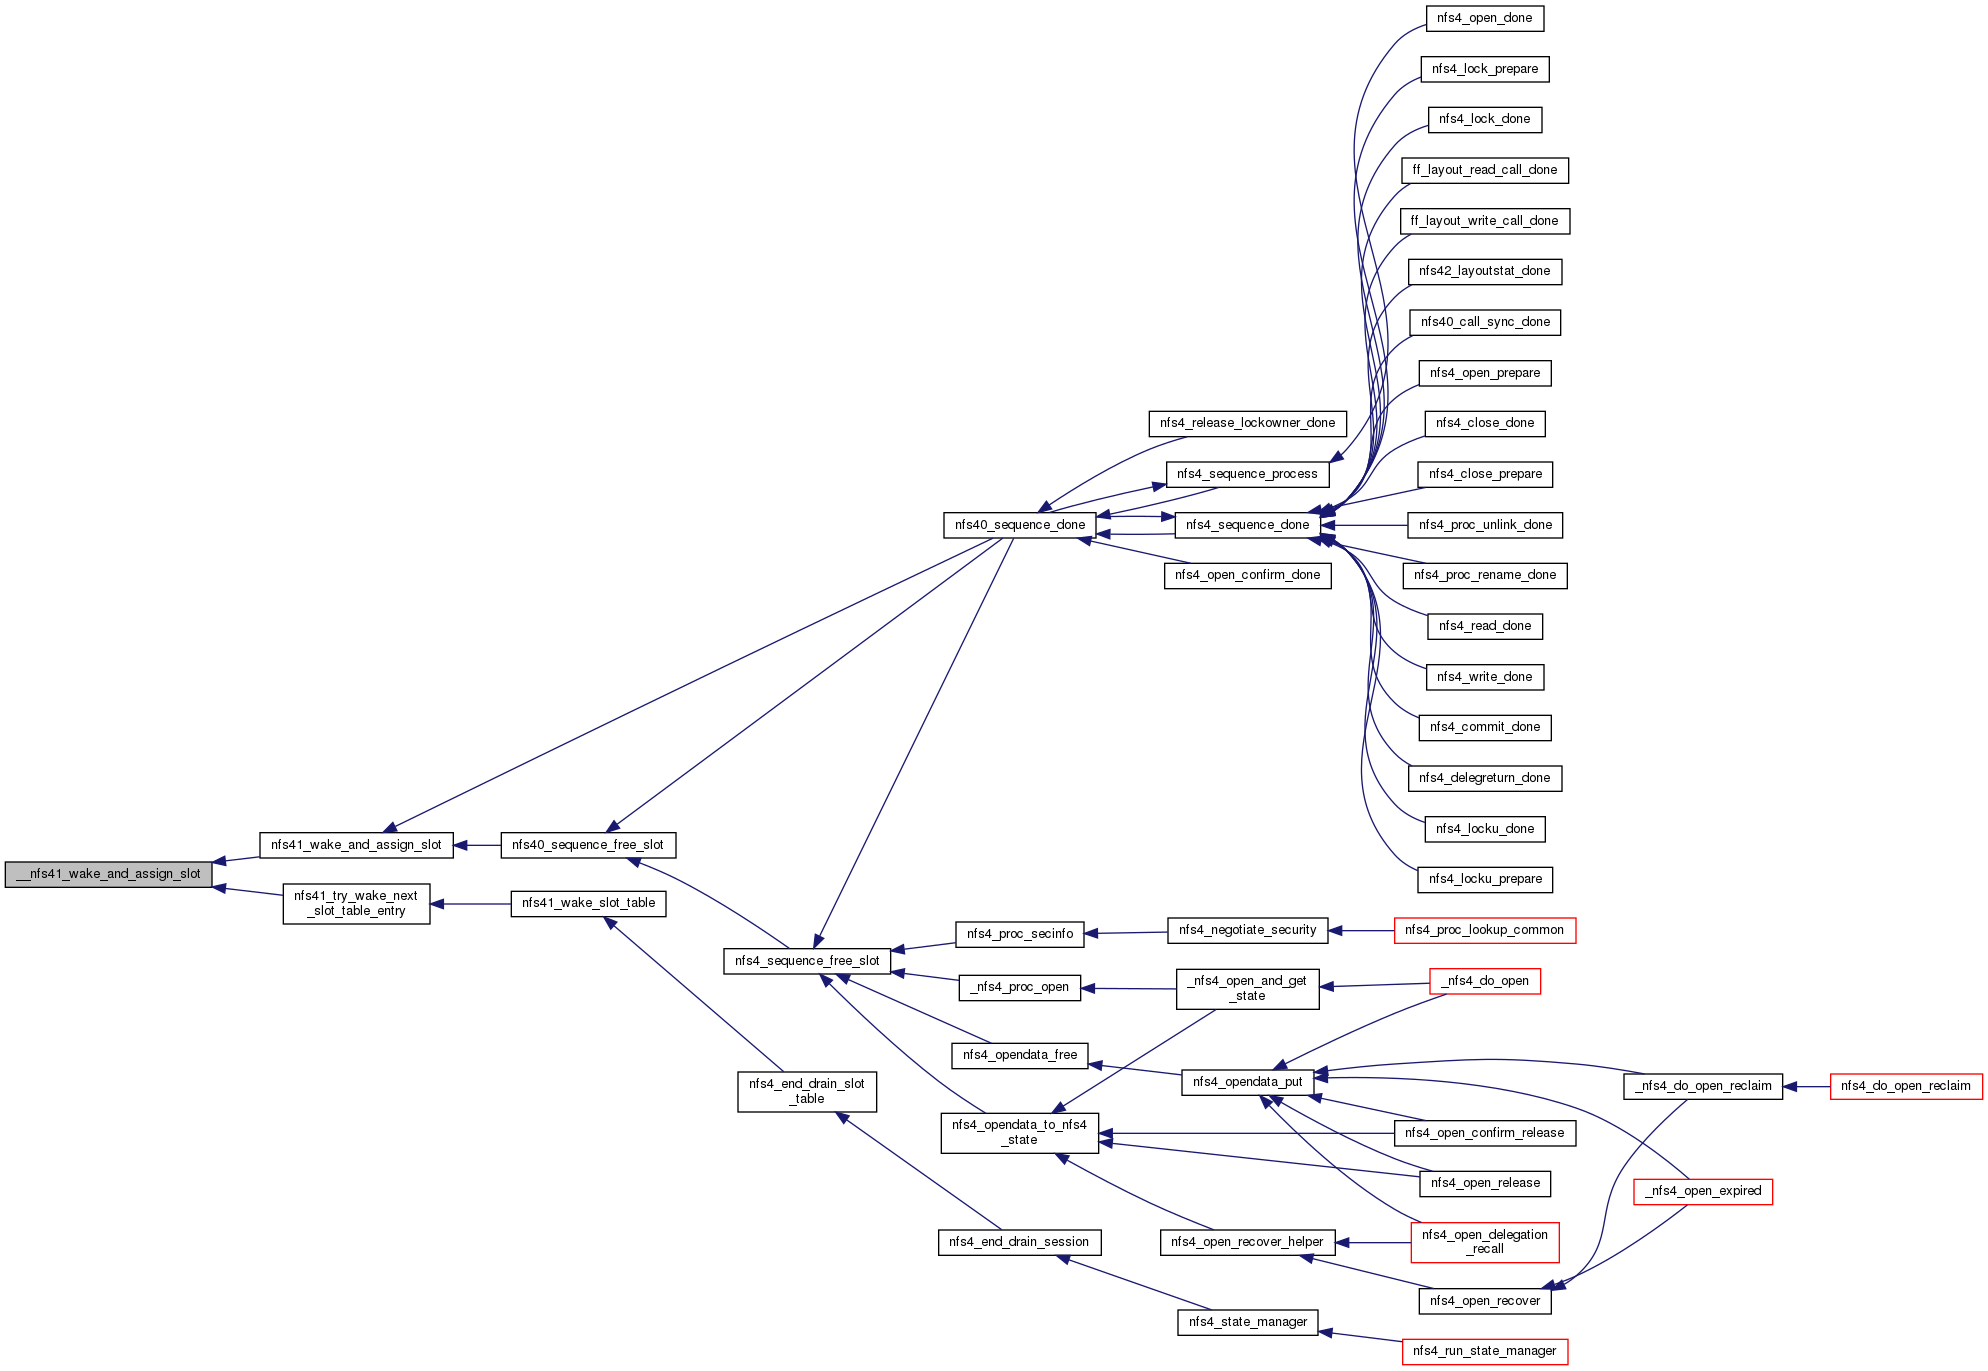 nfs4_open_done
nfs4_lock_prepare
nfs4_lock_done
ff_layout_read_call_done
ff_layout_write_call_done
nfs42_layoutstat_done
nfs40_call_sync_done
nfs4_open_prepare
nfs4_release_lockowner_done
nfs4_close_done
nfs4_sequence_process
nfs4_close_prepare
nfs40_sequence_done
nfs4_sequence_done
nfs4_proc_unlink_done
nfs4_open_confirm_done
nfs4_proc_rename_done
nfs4_read_done
nfs4_write_done
nfs4_commit_done
nfs4_delegreturn_done
nfs4_locku_done
nfs4_locku_prepare
nfs41_wake_and_assign_slot
nfs40_sequence_free_slot
__nfs41_wake_and_assign_slot
nfs41_try_wake_next
_slot_table_entry
nfs41_wake_slot_table
nfs4_sequence_free_slot
nfs4_proc_secinfo
nfs4_negotiate_security
nfs4_proc_lookup_common
_nfs4_proc_open
_nfs4_open_and_get
_state
_nfs4_do_open
nfs4_opendata_free
nfs4_opendata_put
_nfs4_do_open_reclaim
nfs4_do_open_reclaim
nfs4_end_drain_slot
_table
nfs4_opendata_to_nfs4
_state
nfs4_open_confirm_release
nfs4_open_release
_nfs4_open_expired
nfs4_end_drain_session
nfs4_open_recover_helper
nfs4_open_delegation
_recall
nfs4_open_recover
nfs4_state_manager
nfs4_run_state_manager